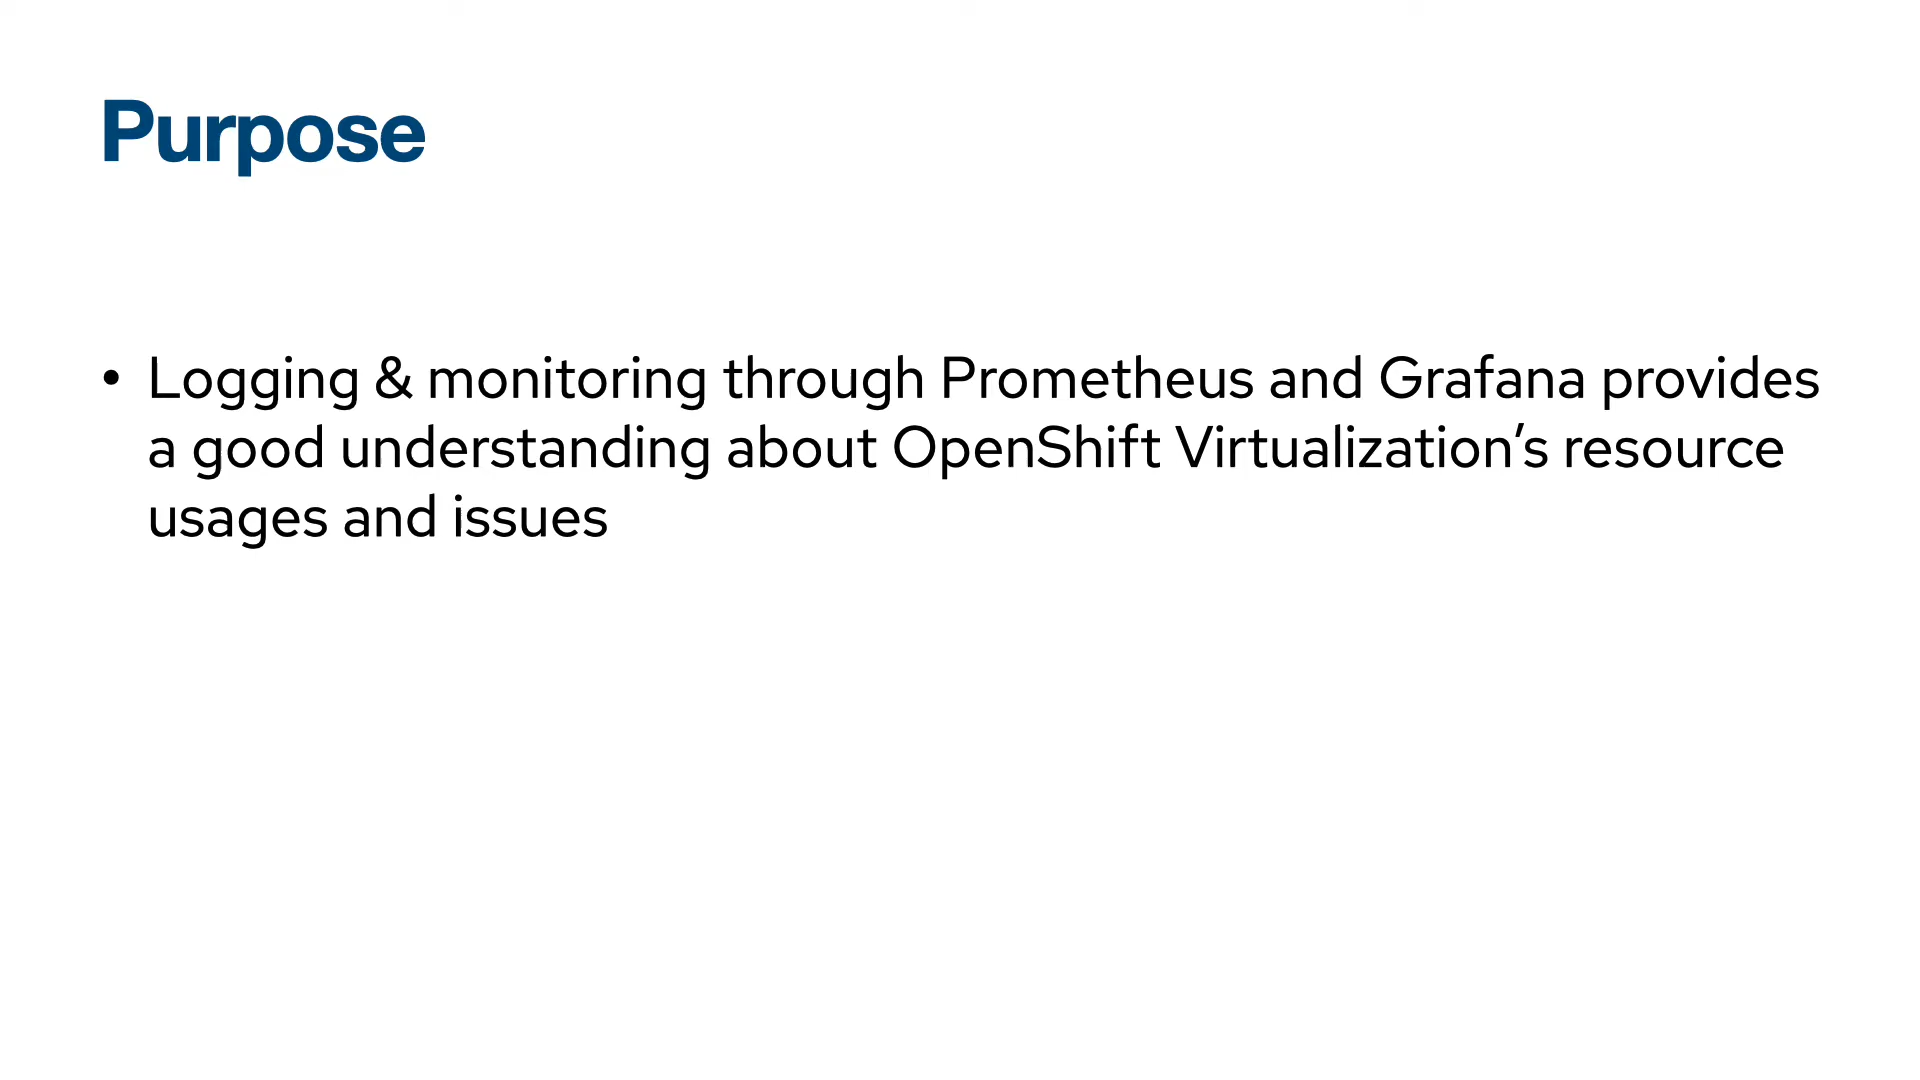 Purpose
• Logging & monitoring through Prometheus and Grafana provides
a good understanding about OpenShift Virtualization’s resource
usages and issues